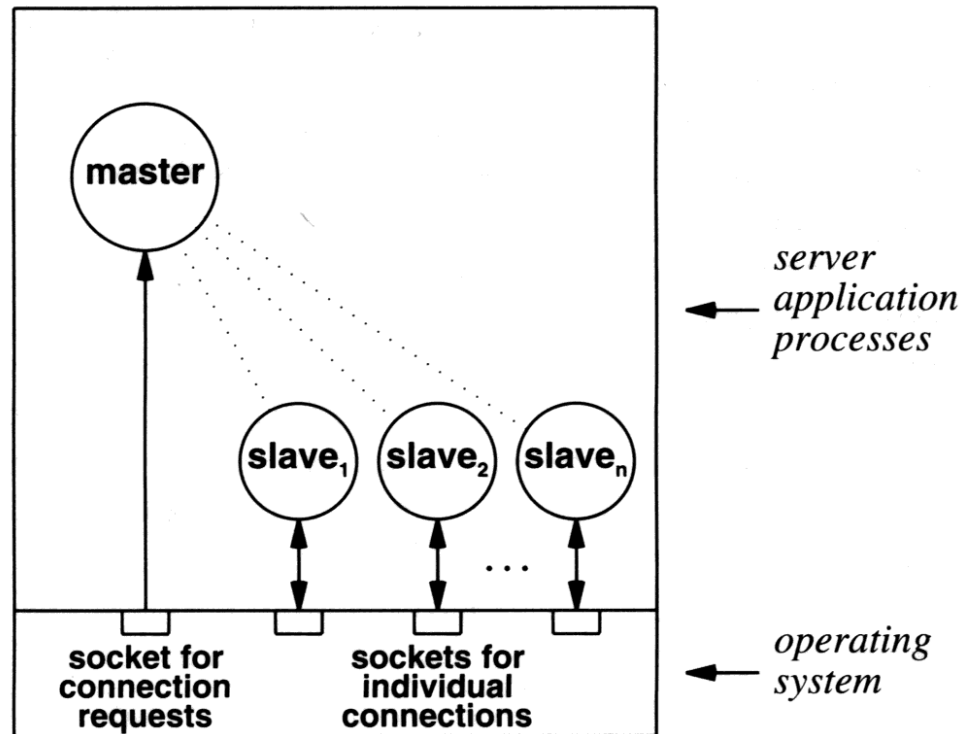 master
server
application
processes
slave₁
slave₂
slaveₙ
...
socket for
connection
requests
sockets for
individual
connections
operating
system